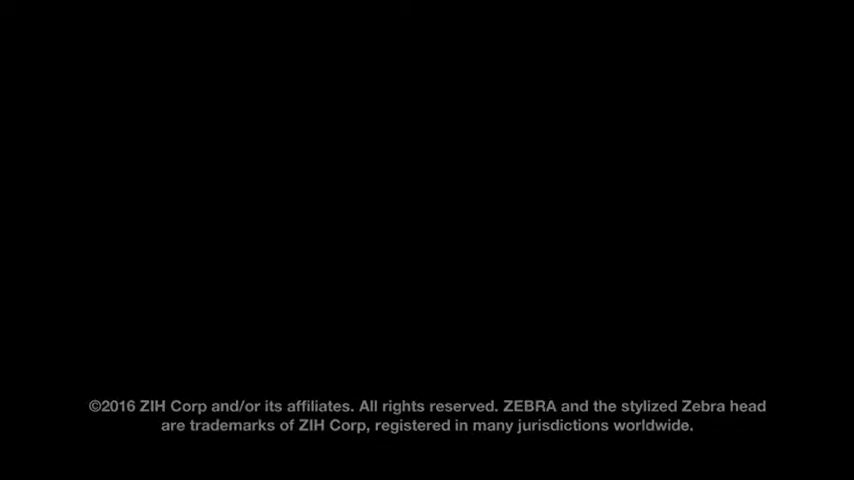 ©2016 ZIH Corp and/or its affiliates. All rights reserved. ZEBRA and the stylized Zebra head
are trademarks of ZIH Corp, registered in many jurisdictions worldwide.